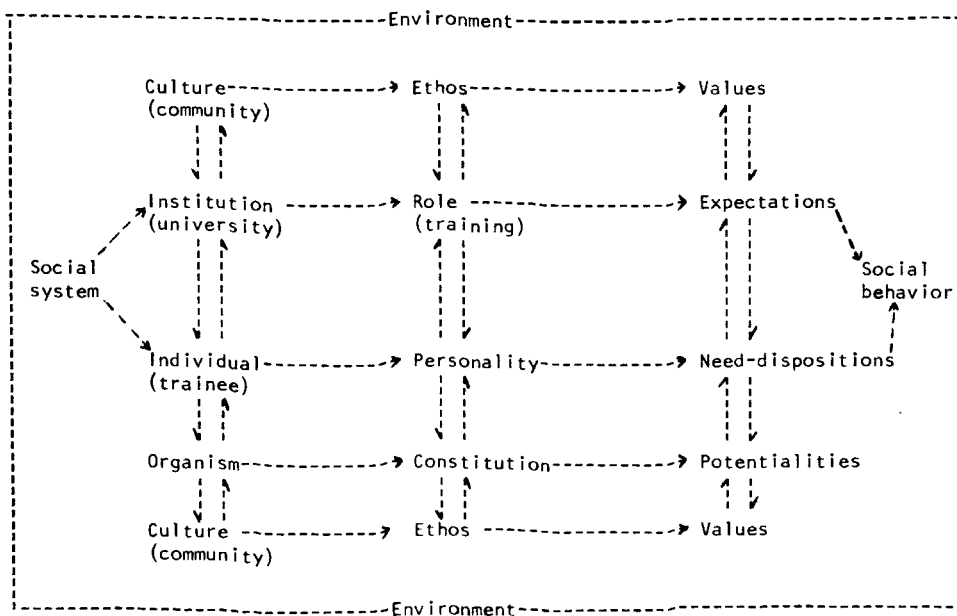 Environment
Culture Ethos Values
(community)
Institution Role Expectations
(university) (training)
Social Social
system behavior
Individual Personality Need-dispositions
(trainee)
Organism Constitution Potentialities
Culture Ethos Values
(community)
Environment